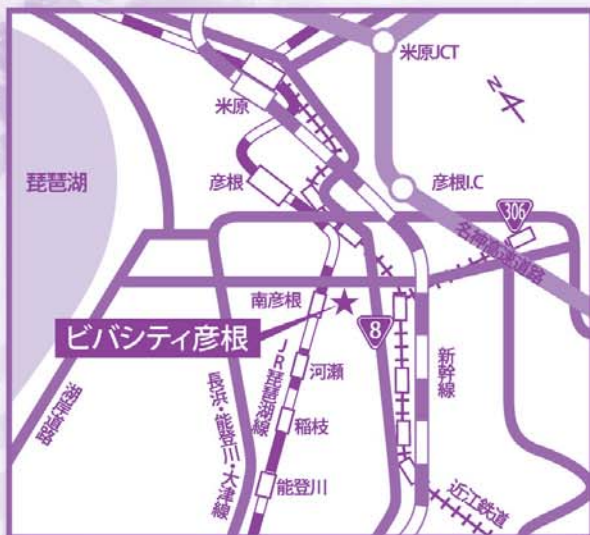 米原JCT
N
米原
琵琶湖
彦根
彦根I.C
306
名神高速道路
南彦根
ビバシティ彦根
8
JR琵琶湖線
河瀬
新幹線
湖岸道路
長浜・能登川・大津線
稲枝
能登川
近江鉄道